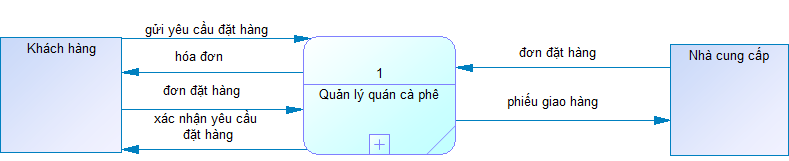 gửi yêu cầu đặt hàng
Khách hàng
hóa đơn
đơn đặt hàng
xác nhận yêu cầu
đặt hàng
1
Quản lý quán cà phê
đơn đặt hàng
Nhà cung cấp
phiếu giao hàng